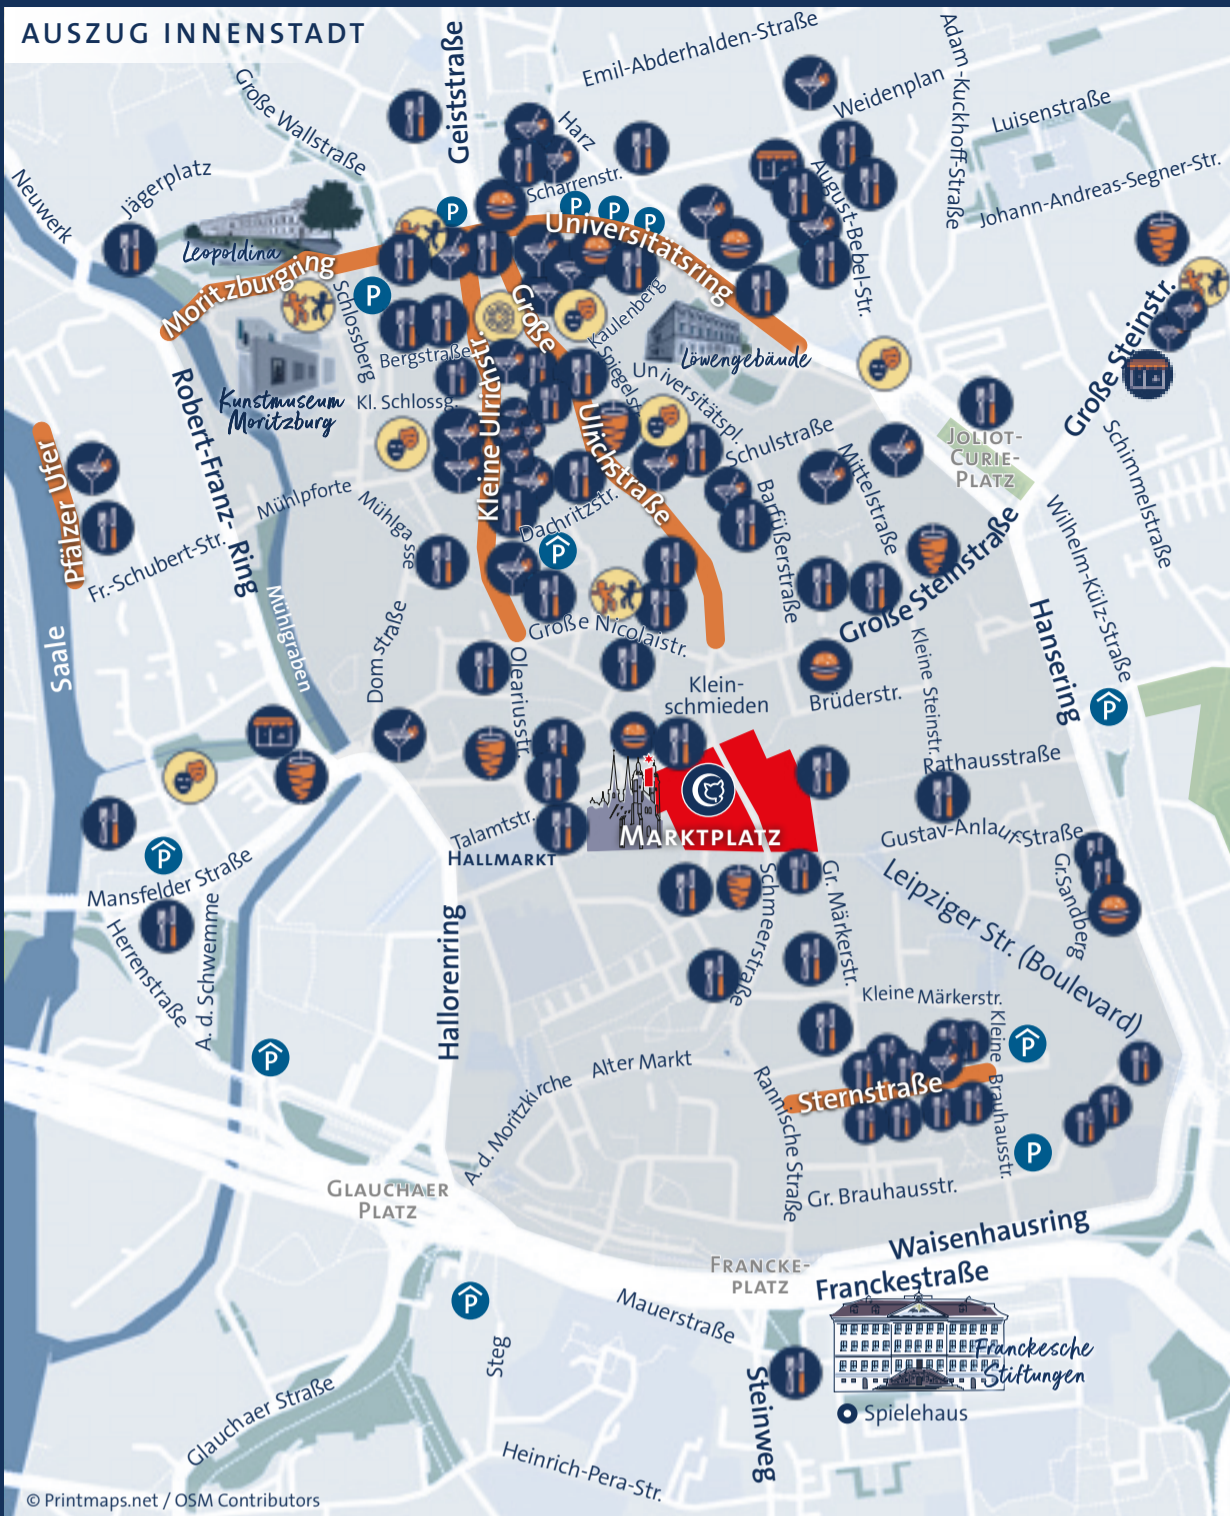 AUSZUG INNENSTADT
Emil-Abderhalden-Straße
Geiststraße
Adam-Kuckhoff-Straße
Große Wallstraße
Weidenplan
Luisenstraße
Harz
Jägerplatz
Scharrenstr.
August-Bebel-Str.
Johann-Andreas-Segner-Str.
Neuwerk
P
P
P
P
Leopoldina
Universitätsring
Moritzburgring
P
Schlossberg
Große
Ulrichstraße
Kaulenberg
Große Steinstr.
Bergstraße
Spiegelstr.
Löwengebäude
Universitätspl.
Kunstmuseum
Moritzburg
Kl. Schlossg.
Kleine Ulrichstr.
Robert-Franz-Ring
Schulstraße
Mittelstraße
JOLIOT-
CURIE-
PLATZ
Schimmelstraße
Pfälzer Ufer
Mühlpforte
Mühlgasse
Dachritzstr.
P
Barfüßerstraße
Wilhelm-Külz-Straße
Fr.-Schubert-Str.
Große Steinstraße
Mühlgraben
Domstraße
Große Nicolaistr.
Hansering
Saale
Oleariusstr.
Klein-
schmieden
Brüderstr.
Kleine Steinstr.
P
Rathausstraße
Talamtstr.
MARKTPLATZ
HALLMARKT
Gustav-Anlauf-Straße
P
Mansfelder Straße
Schmeerstraße
Gr. Märkerstr.
Leipziger Str. (Boulevard)
Gr.Sandberg
Herrenstraße
A. d. Schwemme
Hallorenring
Kleine Märkerstr.
P
Alter Markt
P
Kleine Brauhausstr.
A. d. Moritzkirche
Rannische Straße
Sternstraße
P
GLAUCHAER
PLATZ
Gr. Brauhausstr.
Waisenhausring
FRANCKE-
PLATZ
Franckestraße
P
Mauerstraße
Steg
Franckesche
Stiftungen
Glauchaer Straße
Steinweg
Spielehaus
Heinrich-Pera-Str.
© Printmaps.net / OSM Contributors